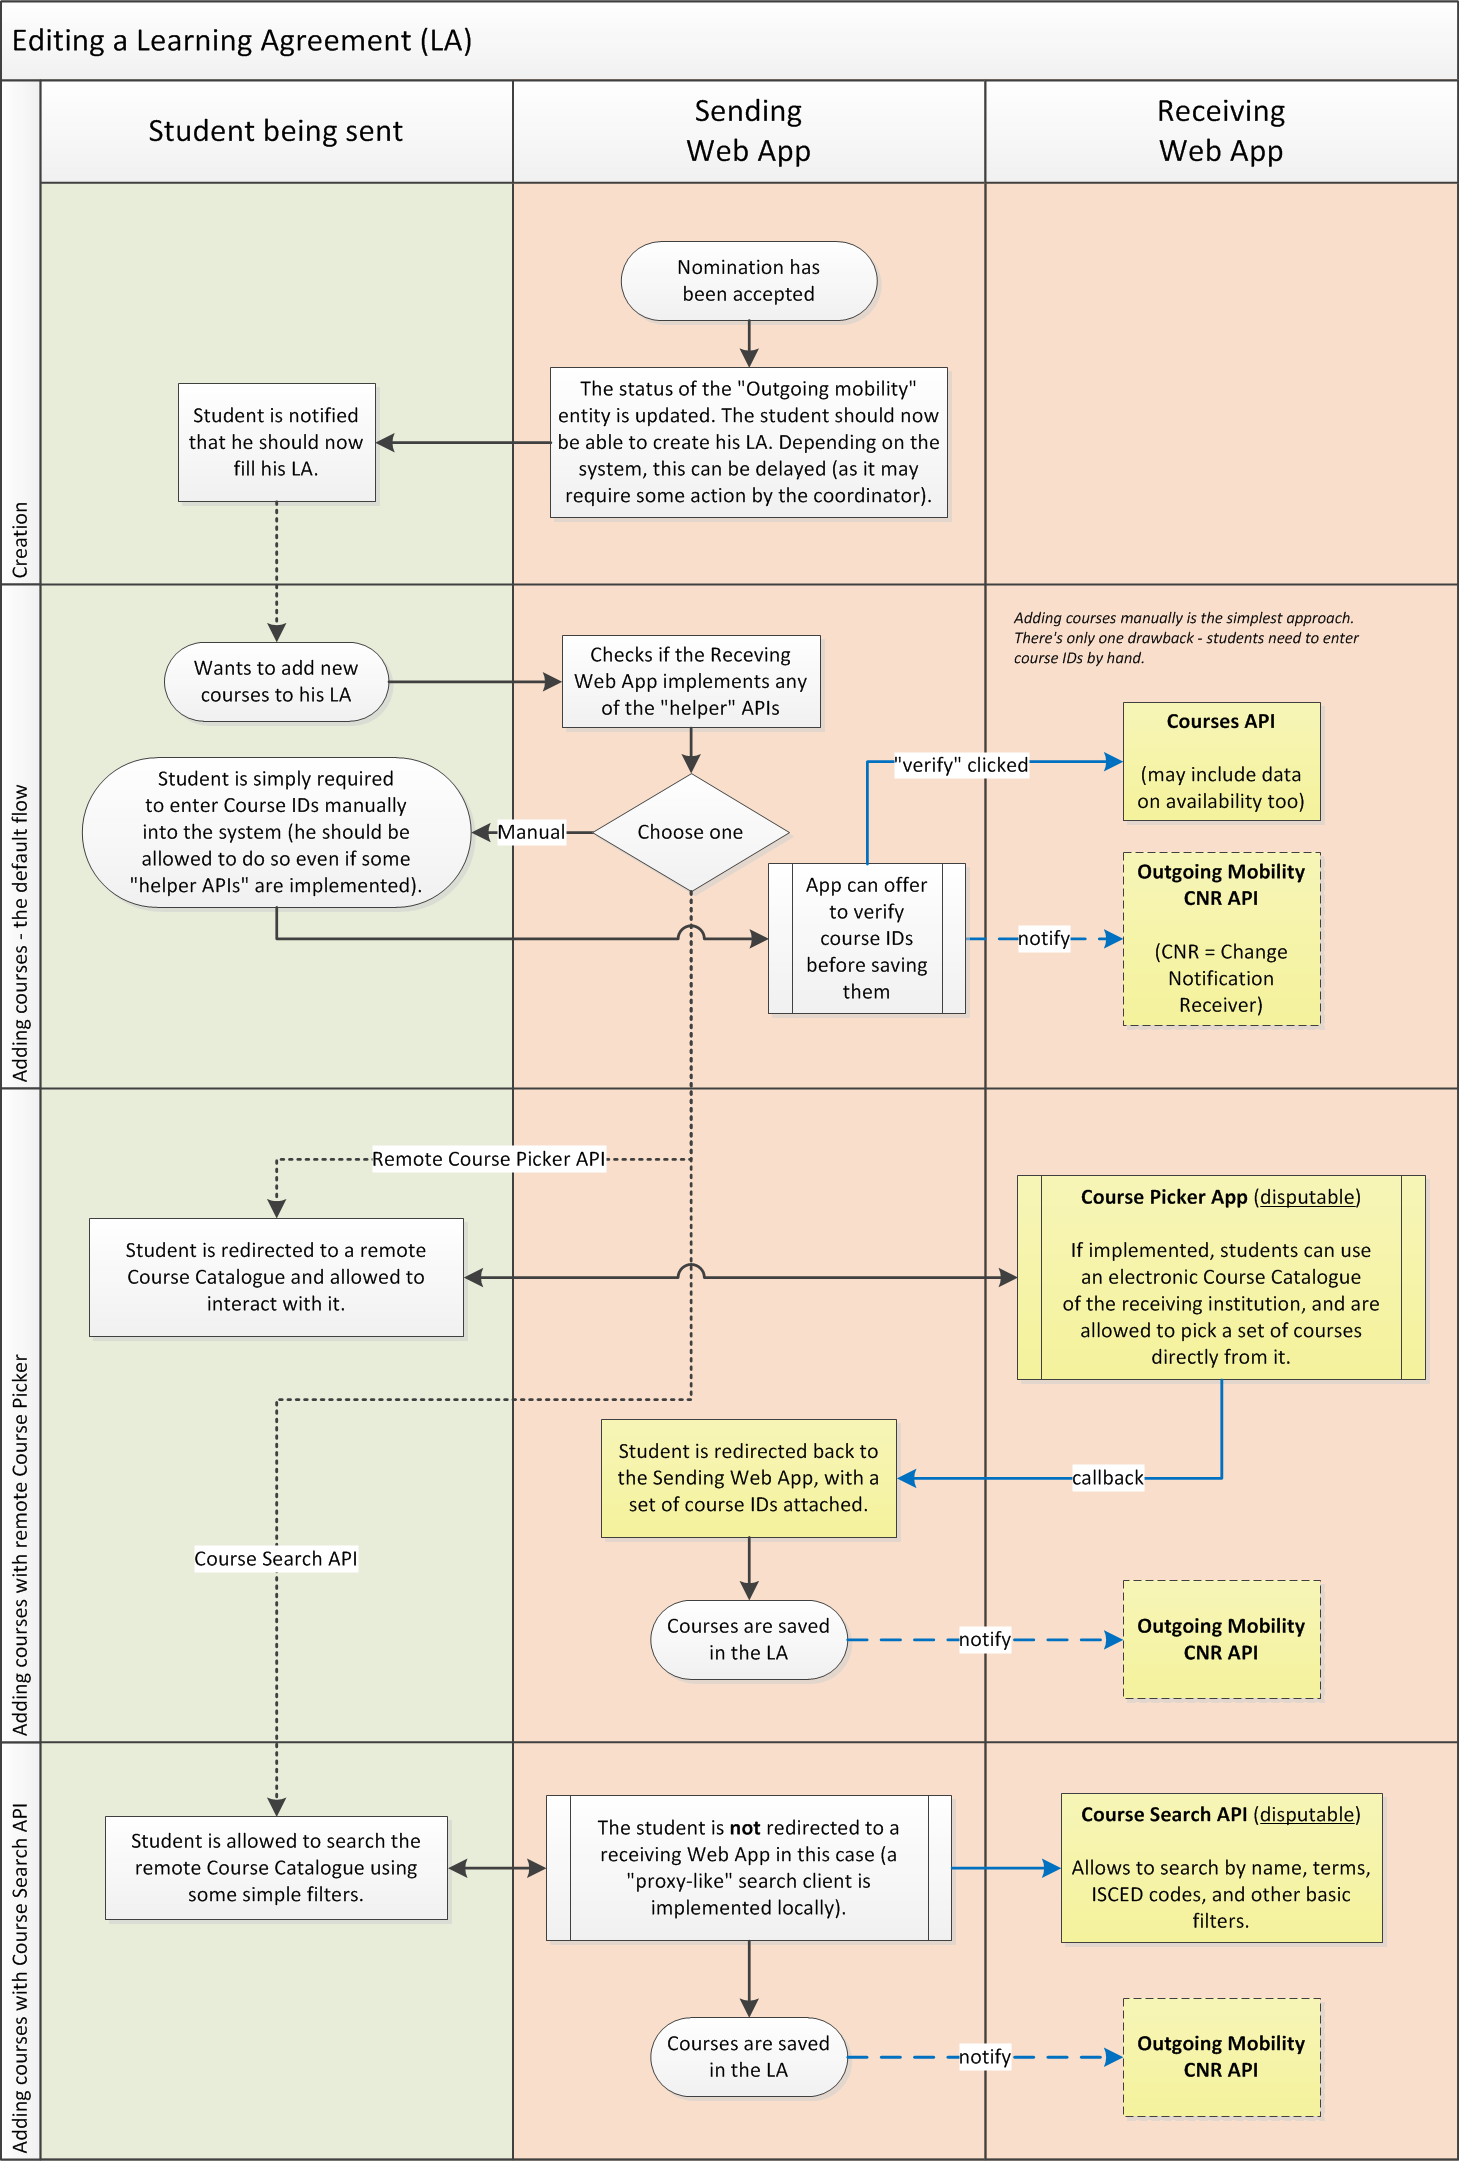 Editing a Learning Agreement (LA)
Student being sent
Sending
Web App
Receiving
Web App
Creation
Nomination has
been accepted
The status of the "Outgoing mobility"
entity is updated. The student should now
be able to create his LA. Depending on the
system, this can be delayed (as it may
require some action by the coordinator).
Student is notified
that he should now
fill his LA.
Adding courses - the default flow
Wants to add new
courses to his LA
Checks if the Receving
Web App implements any
of the "helper" APIs
Adding courses manually is the simplest approach.
There's only one drawback - students need to enter
course IDs by hand.
Choose one
Manual
Student is simply required
to enter Course IDs manually
into the system (he should be
allowed to do so even if some
"helper APIs" are implemented).
App can offer
to verify
course IDs
before saving
them
"verify" clicked
Courses API
(may include data
on availability too)
notify
Outgoing Mobility
CNR API
(CNR = Change
Notification
Receiver)
Adding courses with remote Course Picker
Remote Course Picker API
Student is redirected to a remote
Course Catalogue and allowed to
interact with it.
Course Picker App (disputable)
If implemented, students can use
an electronic Course Catalogue
of the receiving institution, and are
allowed to pick a set of courses
directly from it.
callback
Student is redirected back to
the Sending Web App, with a
set of course IDs attached.
Course Search API
Courses are saved
in the LA
notify
Outgoing Mobility
CNR API
Adding courses with Course Search API
Student is allowed to search the
remote Course Catalogue using
some simple filters.
The student is not redirected to a
receiving Web App in this case (a
"proxy-like" search client is
implemented locally).
Course Search API (disputable)
Allows to search by name, terms,
ISCED codes, and other basic
filters.
Courses are saved
in the LA
notify
Outgoing Mobility
CNR API